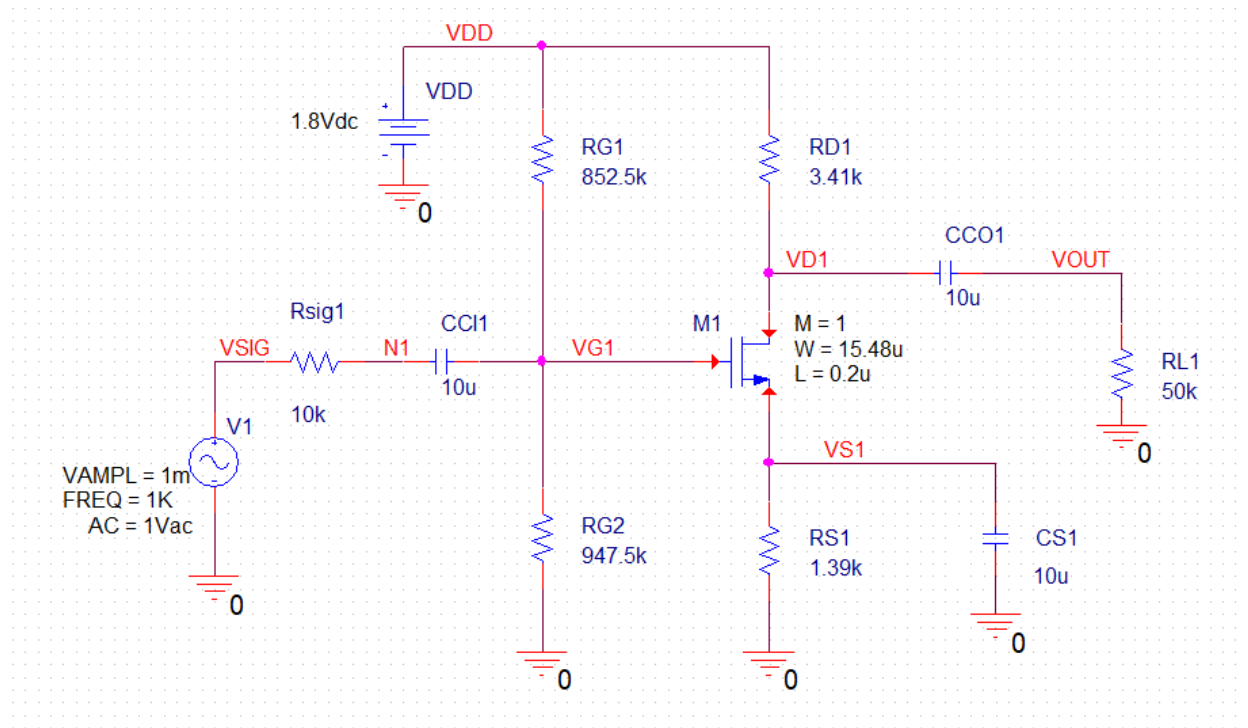 VDD
VDD
1.8Vdc
+
-
0
RG1
852.5k
RD1
3.41k
CCO1
VD1
VOUT
10u
Rsig1
CCI1
VSIG
N1
VG1
M1
M = 1
W = 15.48u
L = 0.2u
10u
10k
RL1
50k
0
V1
VAMPL = 1m
FREQ = 1K
AC = 1Vac
+
-
0
VS1
RG2
947.5k
RS1
1.39k
CS1
10u
0
0
0